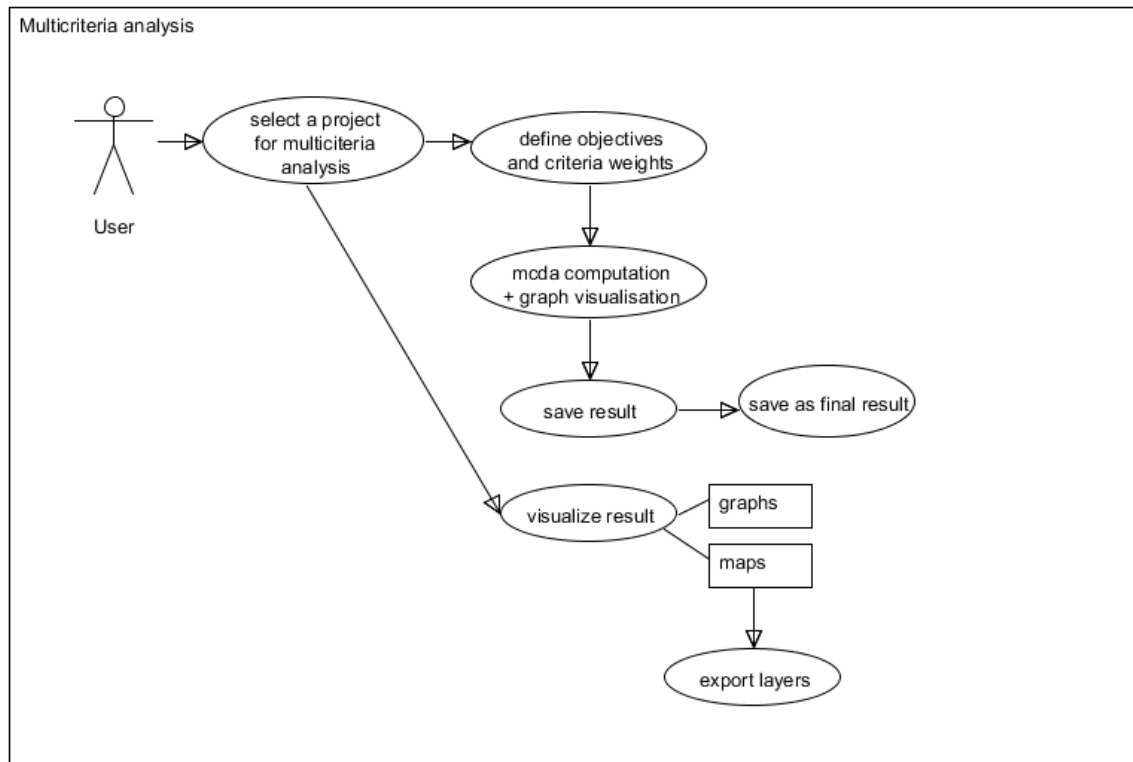 Multicriteria analysis
select a project
for multiciteria
analysis
define objectives
and criteria weights
User
mcda computation
+ graph visualisation
save result
save as final result
visualize result
graphs
maps
export layers